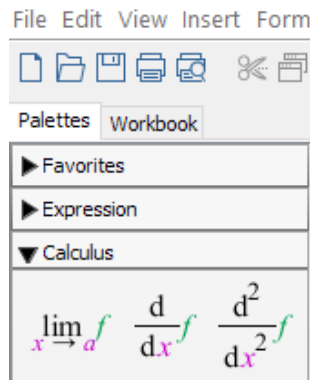 File Edit View Insert Form
Palettes Workbook
Favorites
Expression
Calculus
lim x → a f d/dx f d²/dx² f